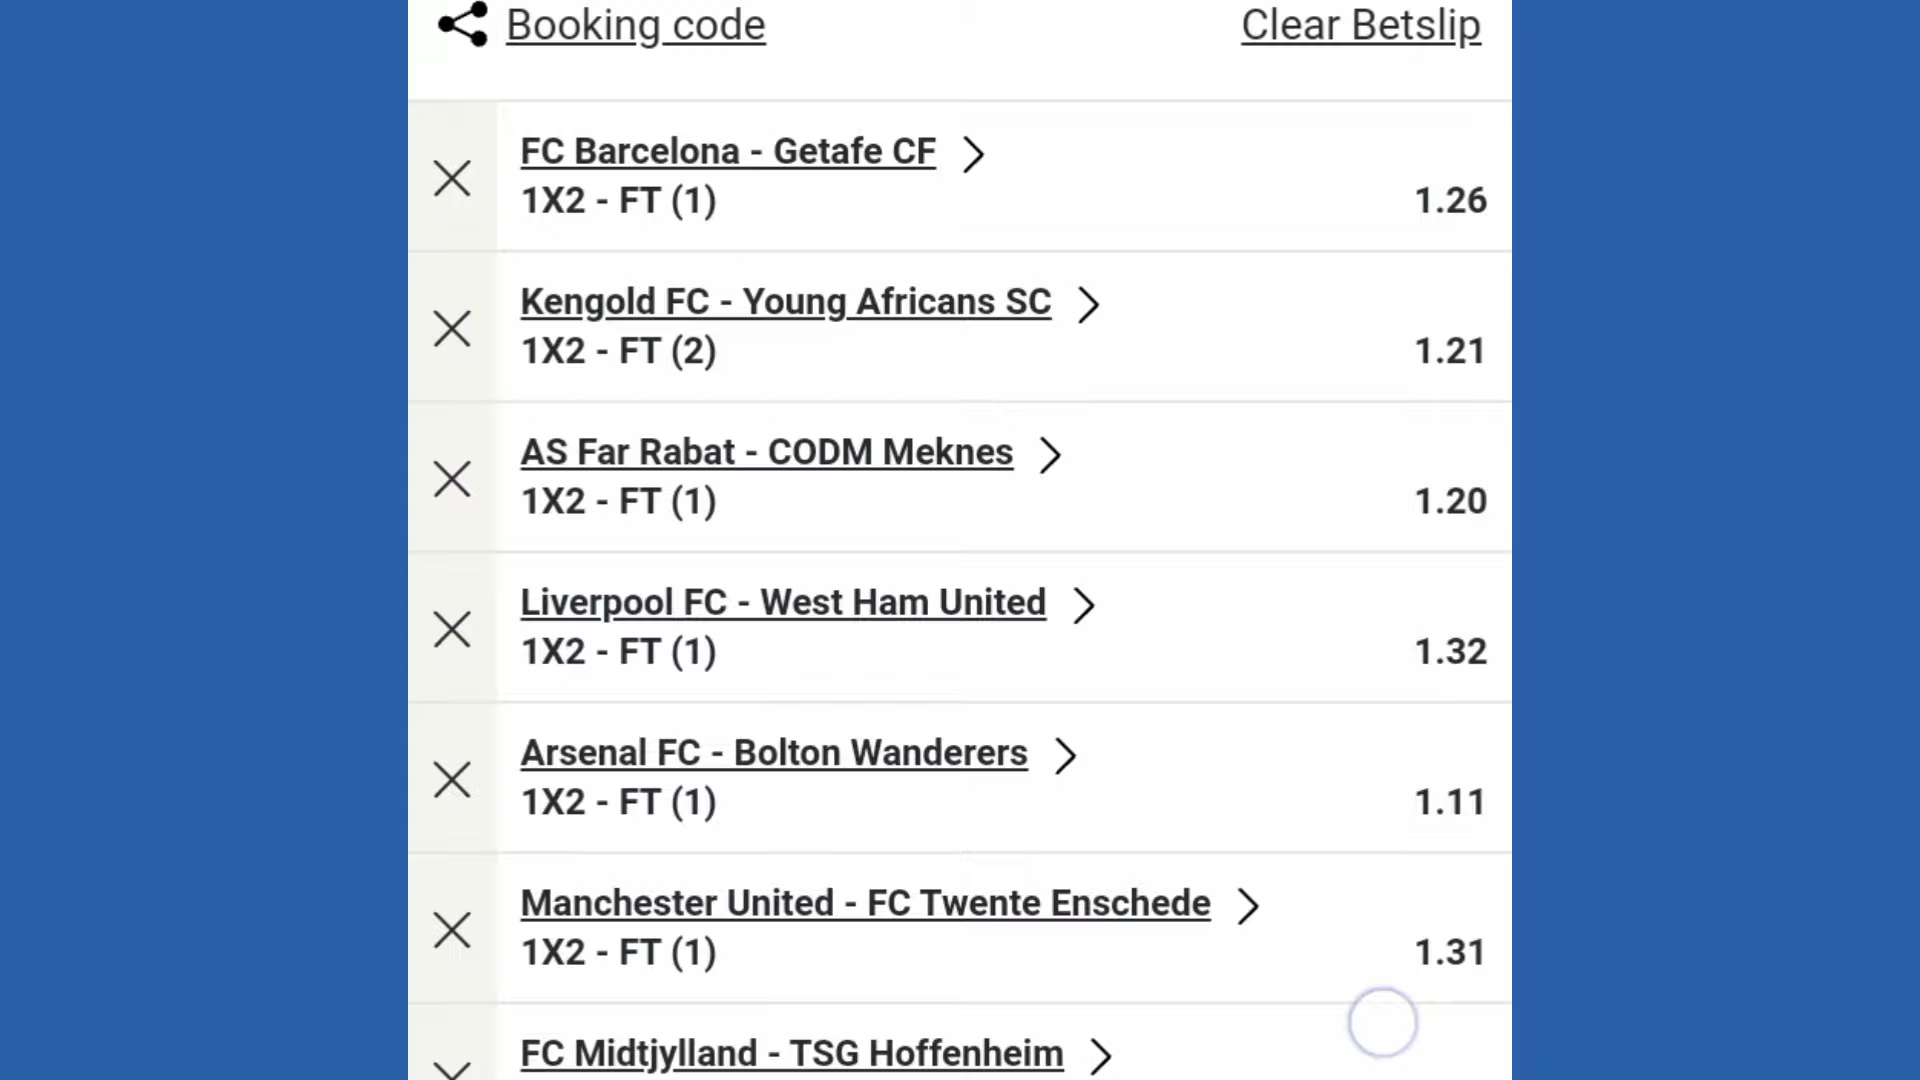 Booking code
Clear Betslip
FC Barcelona - Getafe CF
1X2 - FT (1)
1.26
Kengold FC - Young Africans SC
1X2 - FT (2)
1.21
AS Far Rabat - CODM Meknes
1X2 - FT (1)
1.20
Liverpool FC - West Ham United
1X2 - FT (1)
1.32
Arsenal FC - Bolton Wanderers
1X2 - FT (1)
1.11
Manchester United - FC Twente Enschede
1X2 - FT (1)
1.31
FC Midtjylland - TSG Hoffenheim